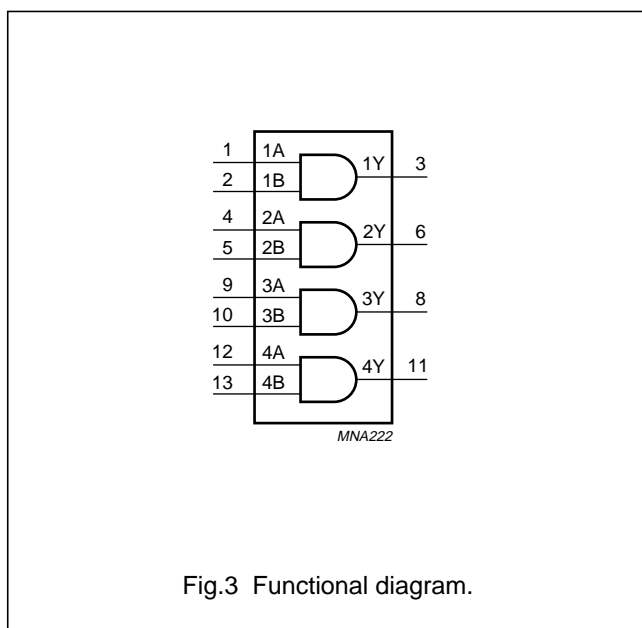 1 1A 1Y 3
2 1B
4 2A 2Y 6
5 2B
9 3A 3Y 8
10 3B
12 4A 4Y 11
13 4B
MNA222
Fig.3 Functional diagram.